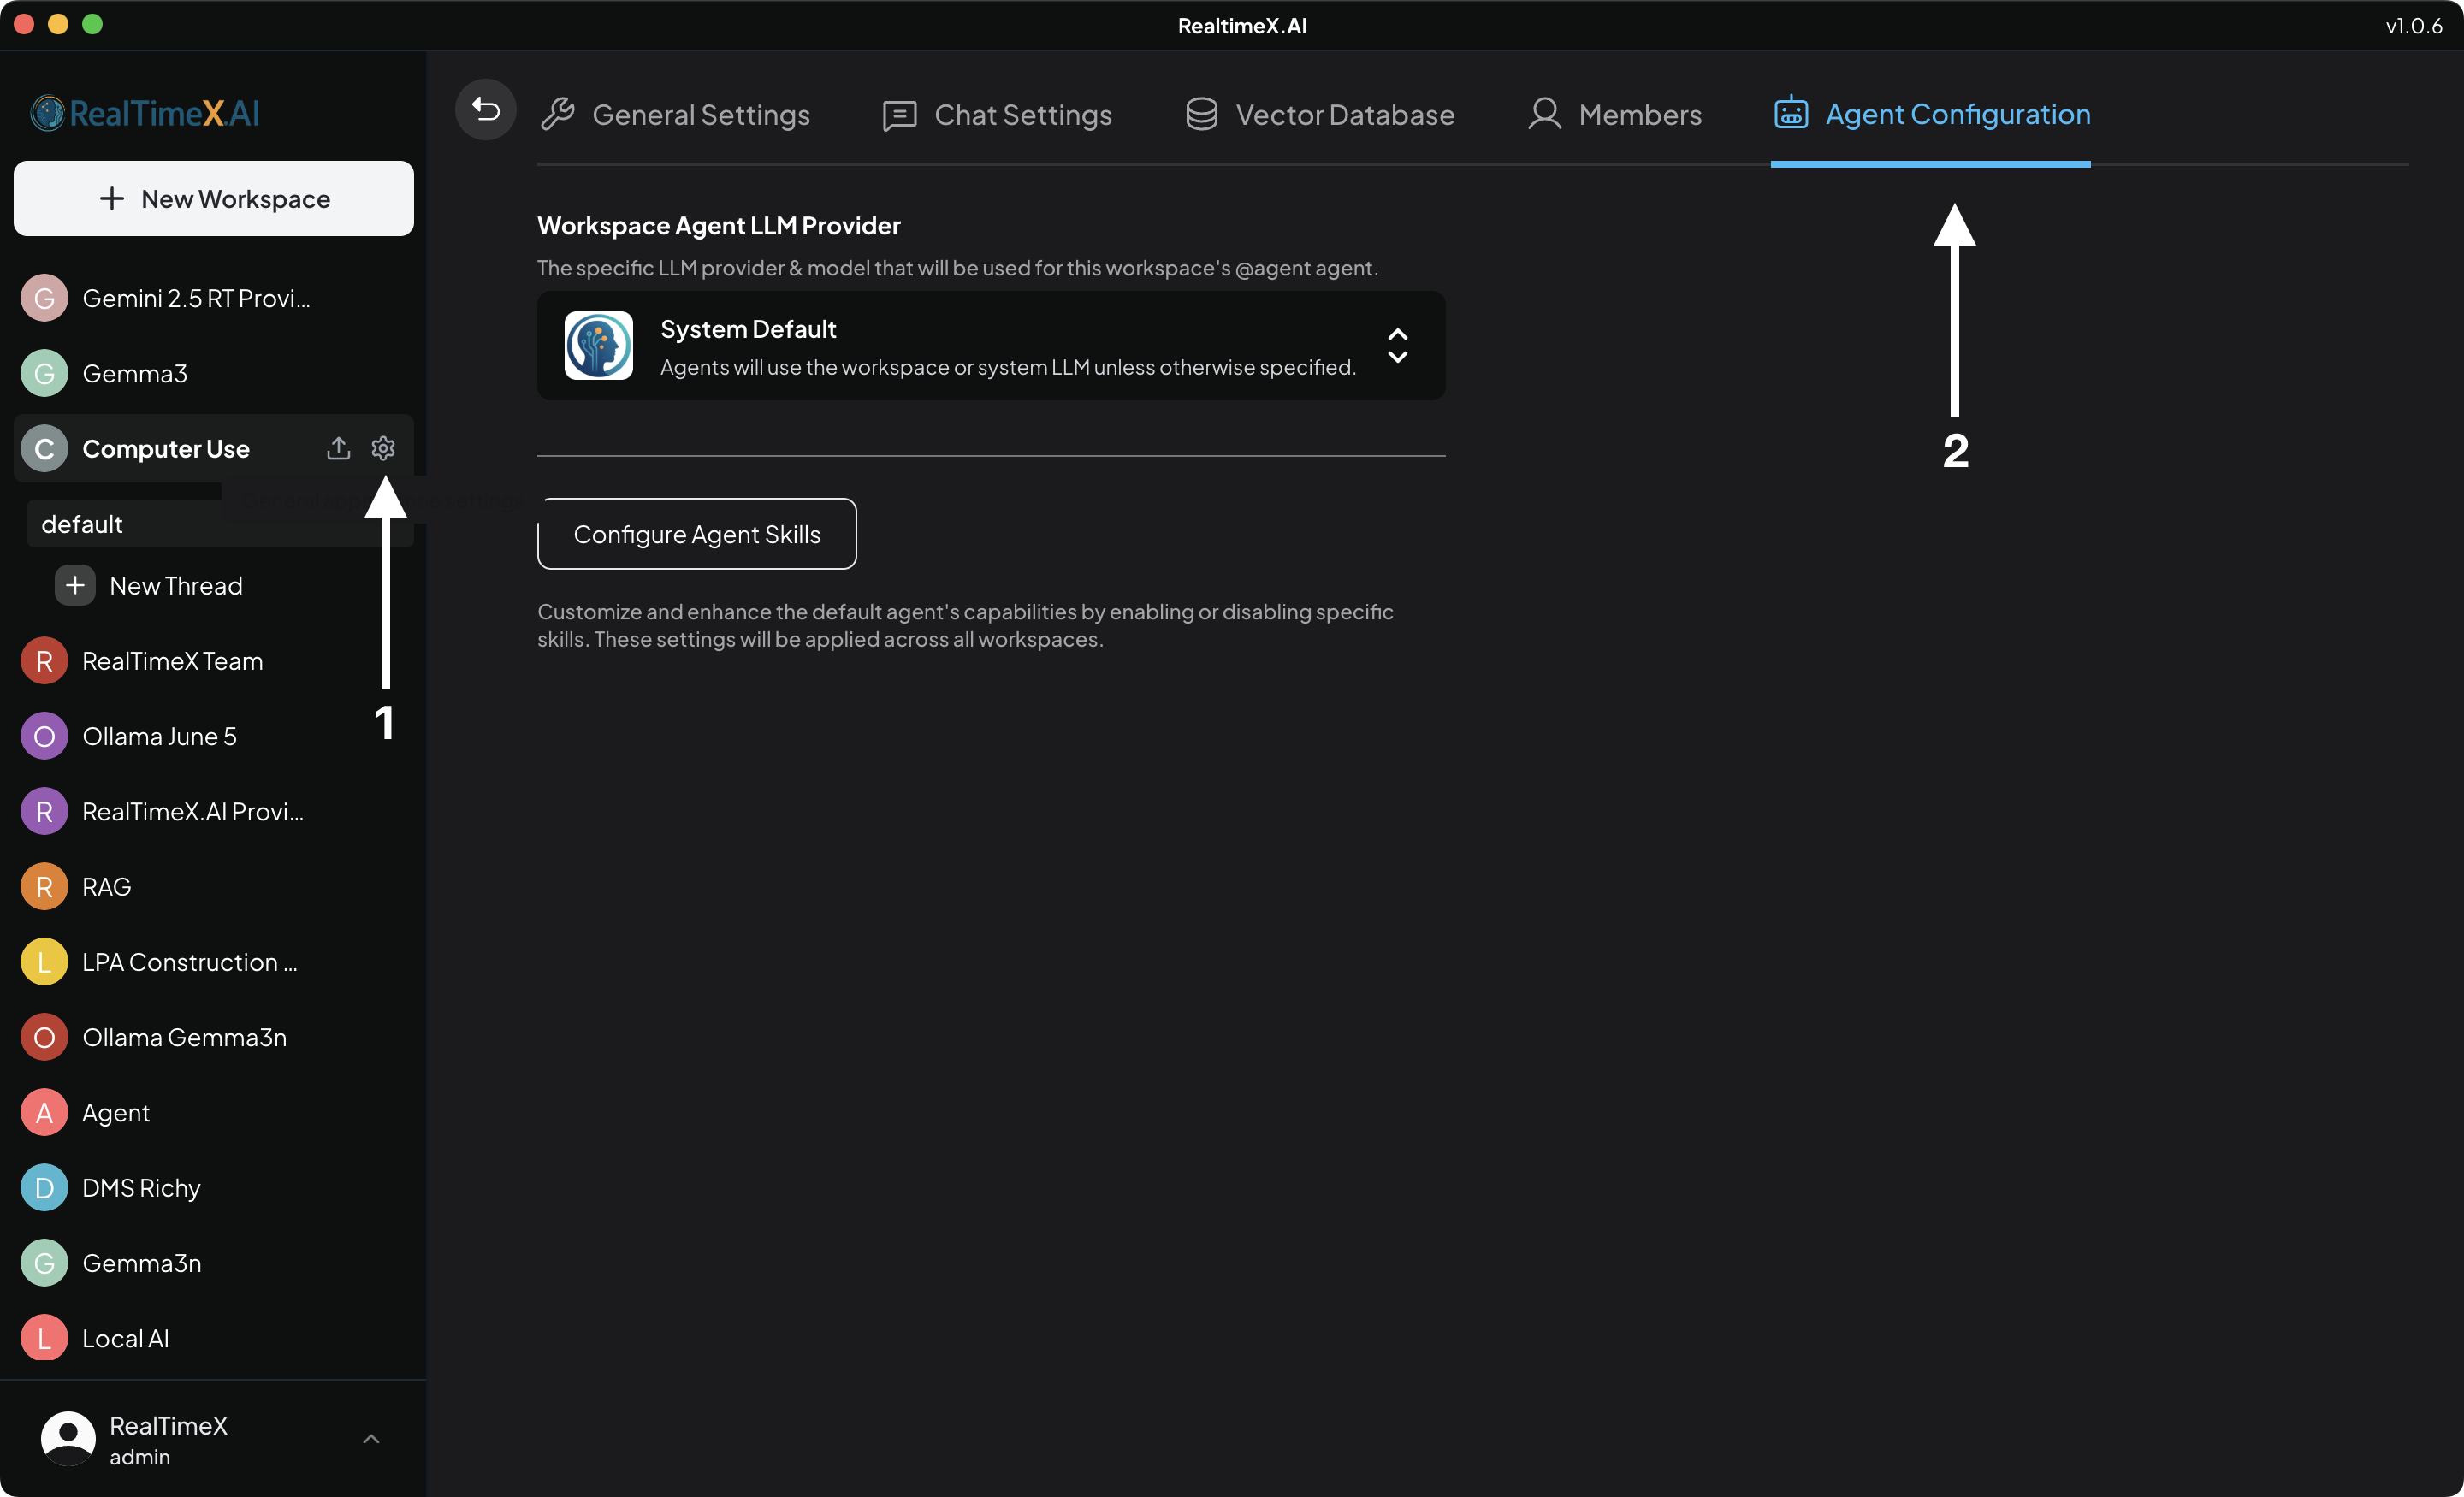 RealtimeX.AI
v1.0.6
RealTimeX.AI
New Workspace
G Gemini 2.5 RT Provi...
G Gemma3
C Computer Use
default
New Thread
R RealTimeX Team
O Ollama June 5
R RealTimeX.AI Provi...
R RAG
L LPA Construction ...
O Ollama Gemma3n
A Agent
D DMS Richy
G Gemma3n
L Local AI
RealTimeX
admin
1
General Settings
Chat Settings
Vector Database
Members
Agent Configuration
Workspace Agent LLM Provider
The specific LLM provider & model that will be used for this workspace's @agent agent.
System Default
Agents will use the workspace or system LLM unless otherwise specified.
2
Configure Agent Skills
Customize and enhance the default agent's capabilities by enabling or disabling specific
skills. These settings will be applied across all workspaces.